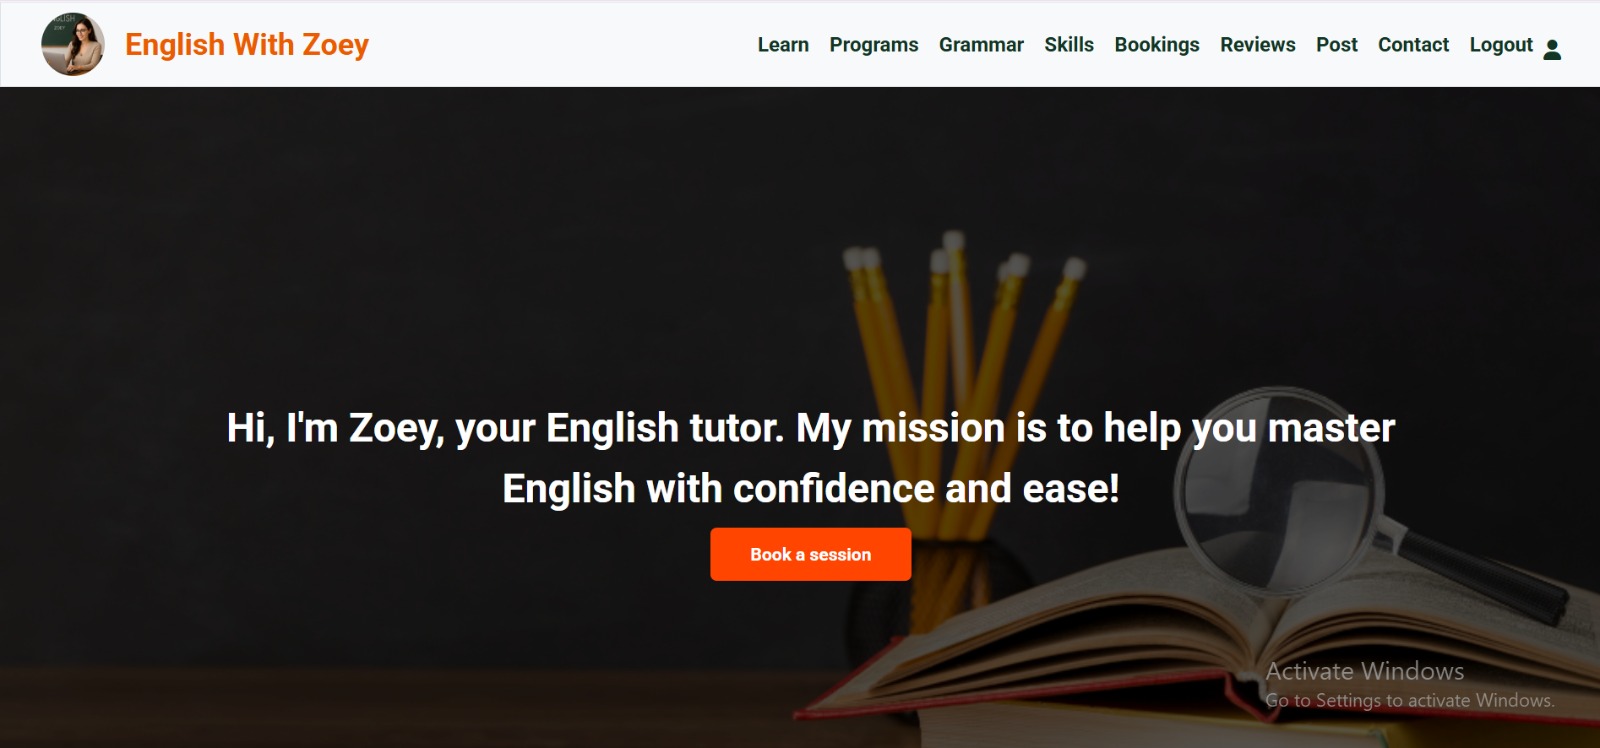 English With Zoey
Learn Programs Grammar Skills Bookings Reviews Post Contact Logout
Hi, I'm Zoey, your English tutor. My mission is to help you master
English with confidence and ease!
Book a session
Activate Windows
Go to Settings to activate Windows.